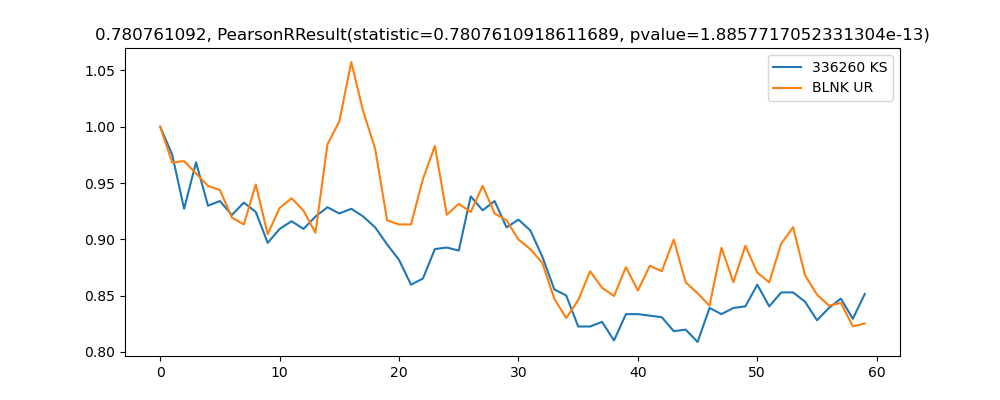 0.780761092, PearsonRResult(statistic=0.7807610918611689, pvalue=1.8857717052331304e-13)
336260 KS
BLNK UR
1.05
1.00
0.95
0.90
0.85
0.80
0 10 20 30 40 50 60